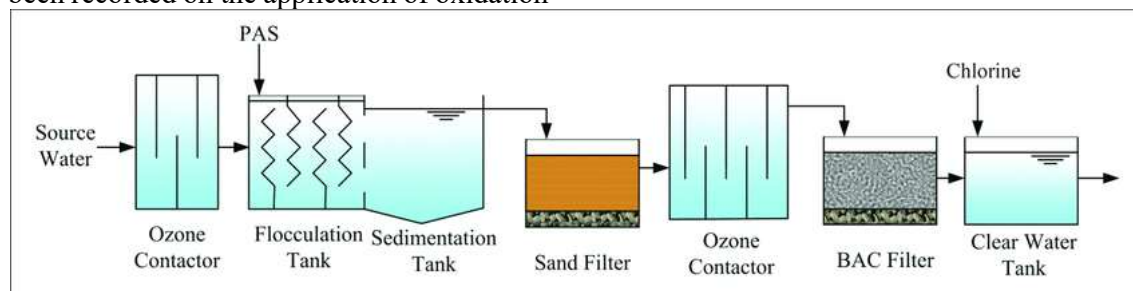 been recorded on the application of oxidation
PAS
Chlorine
Source
Water
Ozone
Contactor
Flocculation
Tank
Sedimentation
Tank
Sand Filter
Ozone
Contactor
BAC Filter
Clear Water
Tank